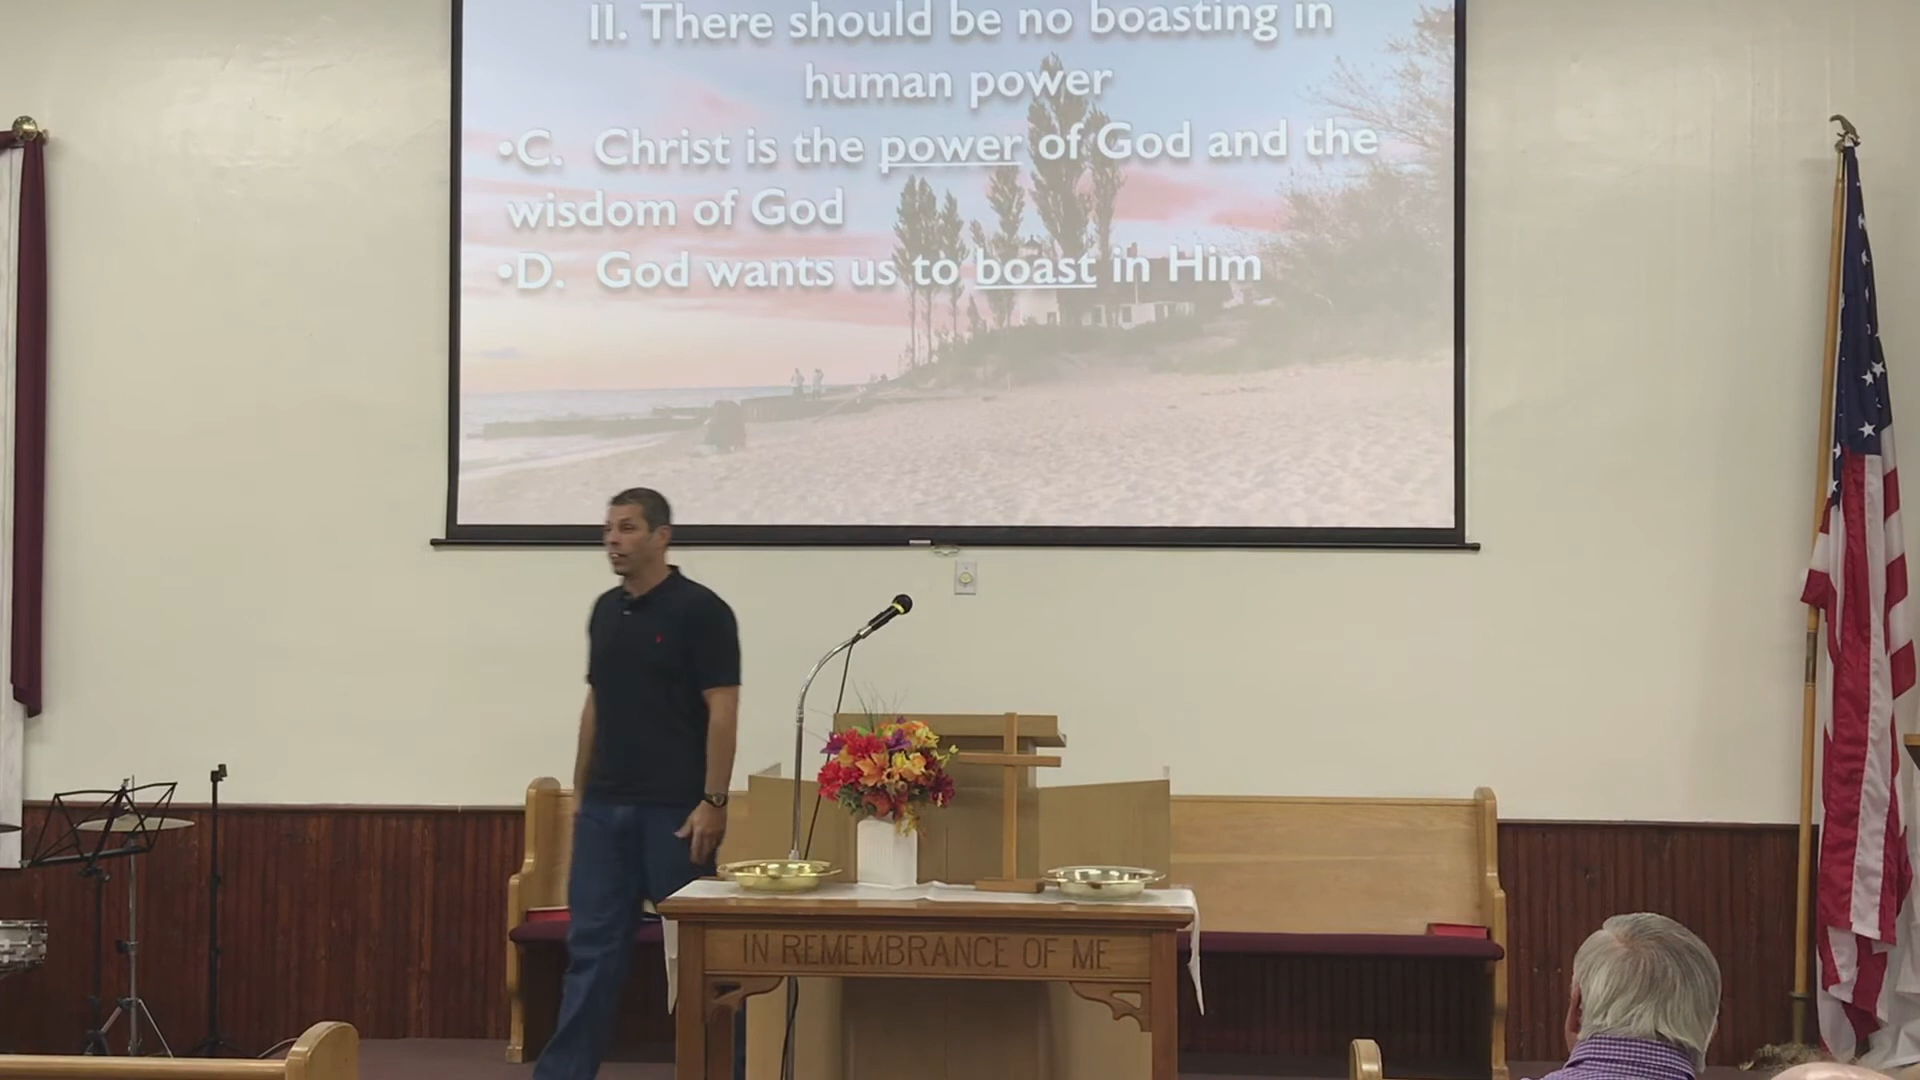 II. There should be no boasting in
human power
•C. Christ is the power of God and the
wisdom of God
•D. God wants us to boast in Him
IN REMEMBRANCE OF ME